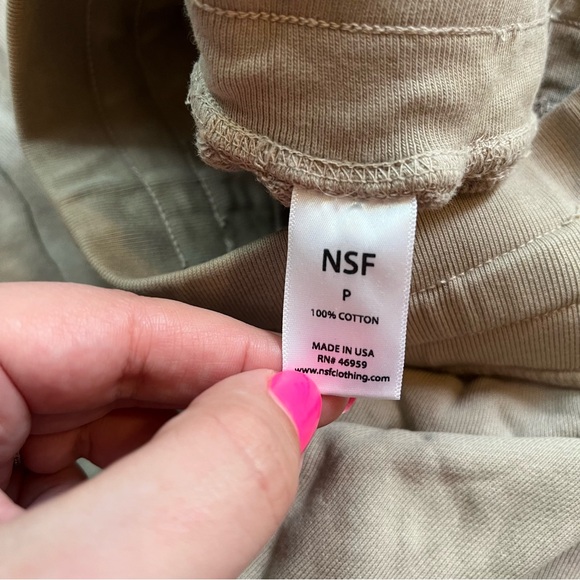 NSF
P
100% COTTON
MADE IN USA
RN# 46959
www.nsfclothing.com